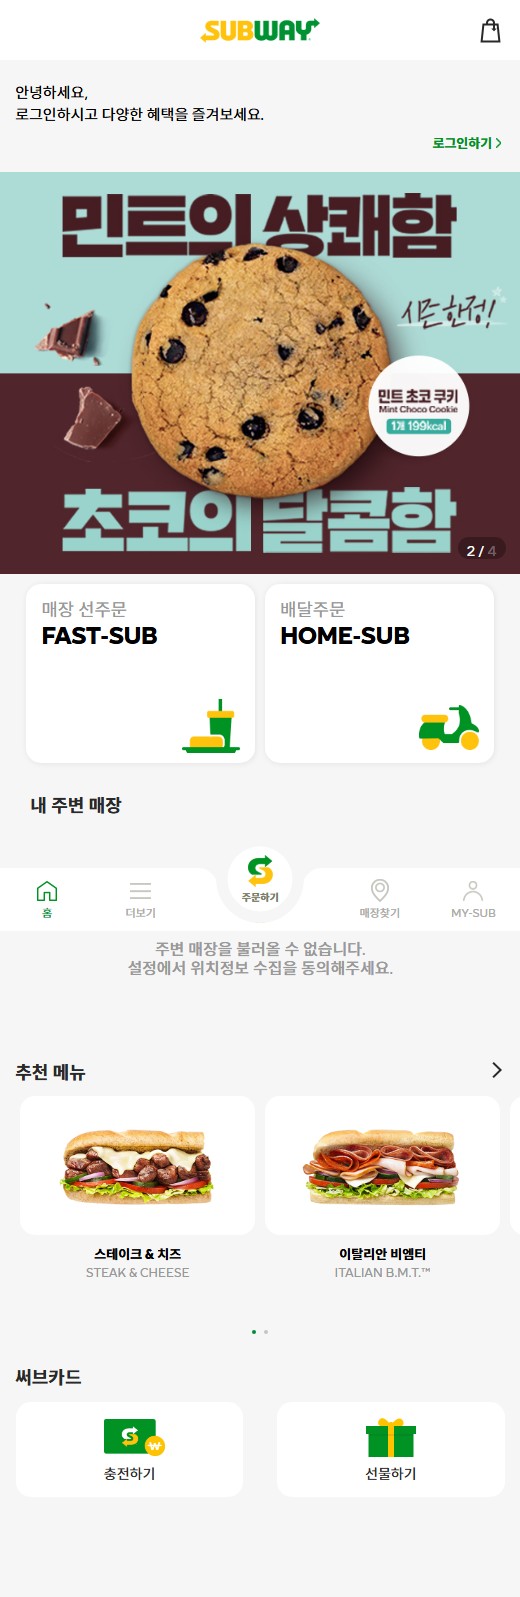 SUBWAY
안녕하세요,
로그인하시고 다양한 혜택을 즐겨보세요.
로그인하기
민트의 상쾌함
시즌한정!
민트 초코 쿠키
Mint Choco Cookie
1개 199kcal
초코의 달콤함
2 / 4
매장 선주문
FAST-SUB
배달주문
HOME-SUB
내 주변 매장
홈
더보기
주문하기
매장찾기
MY-SUB
주변 매장을 불러올 수 없습니다.
설정에서 위치정보 수집을 동의해주세요.
추천 메뉴
스테이크 & 치즈
STEAK & CHEESE
이탈리안 비엠티
ITALIAN B.M.T.™
써브카드
충전하기
선물하기